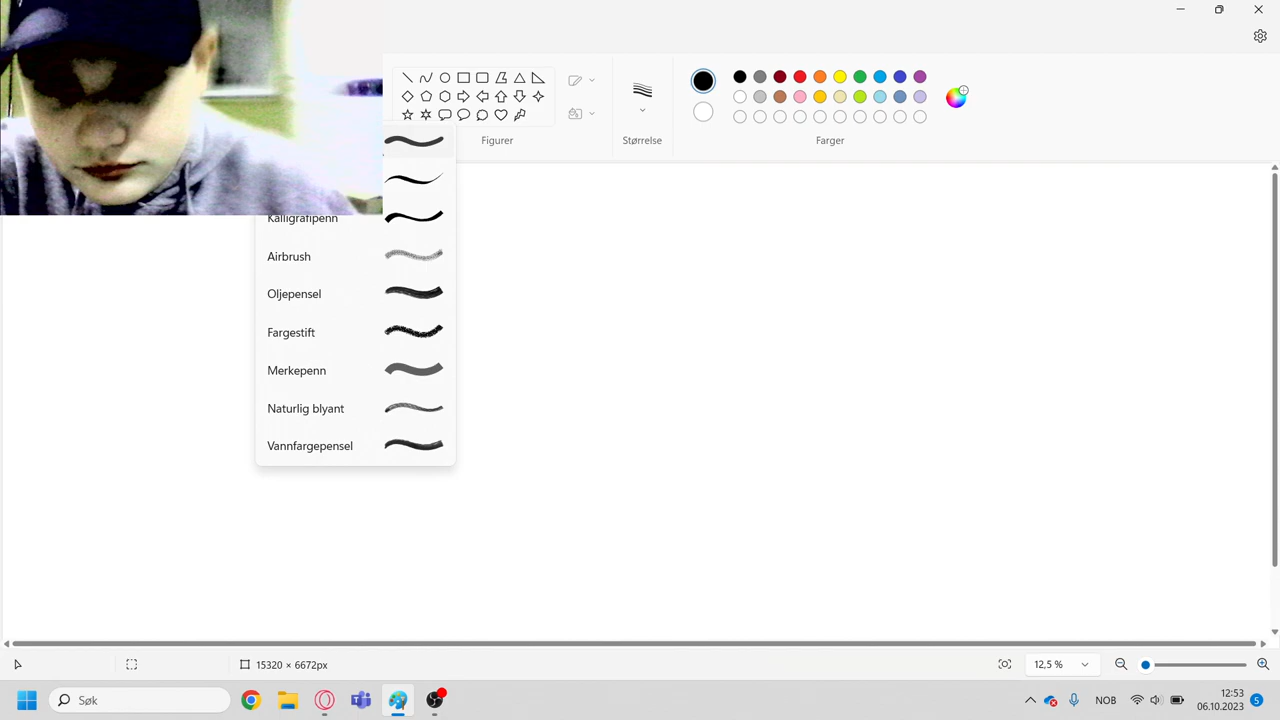 Figurer
Størrelse
Farger
Kalligrafipenn
Airbrush
Oljepensel
Fargestift
Merkepenn
Naturlig blyant
Vannfargepensel
15320 × 6672px
12,5 %
Søk
NOB
12:53
06.10.2023
5